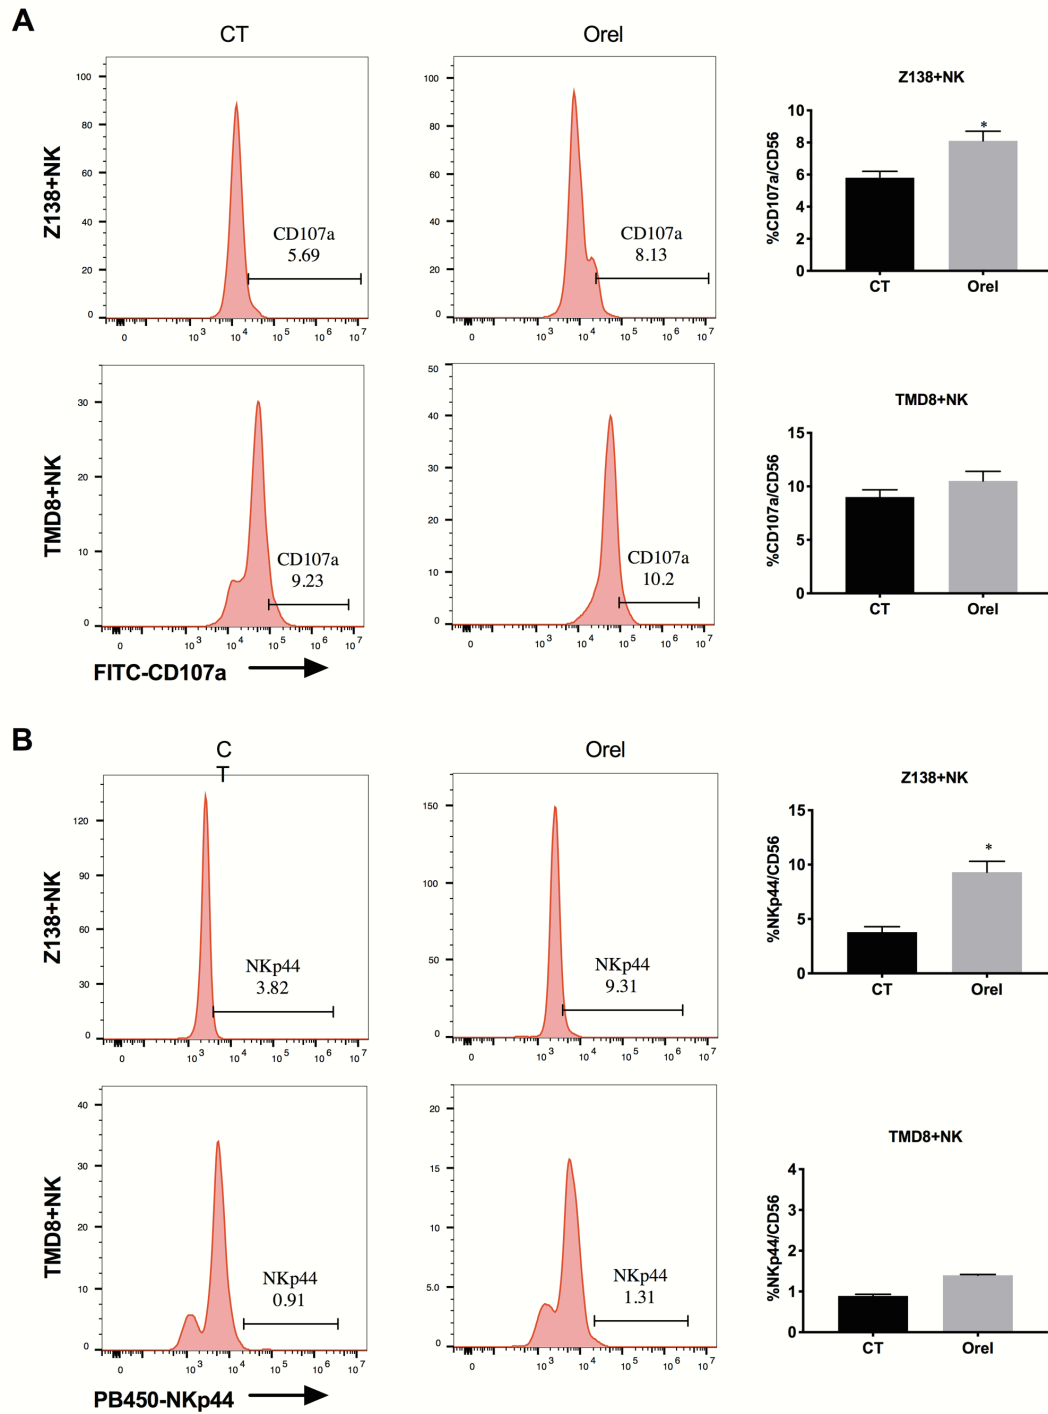 A
CT
Orel
Z138+NK
100
80
60
40
20
0
CD107a
5.69
0 10³ 10⁴ 10⁵ 10⁶ 10⁷
100
80
60
40
20
0
CD107a
8.13
0 10³ 10⁴ 10⁵ 10⁶ 10⁷
Z138+NK
%CD107a/CD56
10
8
6
4
2
0
*
CT Orel
TMD8+NK
30
20
10
0
CD107a
9.23
0 10³ 10⁴ 10⁵ 10⁶ 10⁷
50
40
30
20
10
0
CD107a
10.2
0 10³ 10⁴ 10⁵ 10⁶ 10⁷
TMD8+NK
%CD107a/CD56
15
10
5
0
CT Orel
FITC-CD107a
B
C
T
Orel
Z138+NK
120
90
60
30
0
NKp44
3.82
0 10³ 10⁴ 10⁵ 10⁶ 10⁷
150
100
50
0
NKp44
9.31
0 10³ 10⁴ 10⁵ 10⁶ 10⁷
Z138+NK
%NKp44/CD56
15
10
5
0
*
CT Orel
TMD8+NK
40
30
20
10
0
NKp44
0.91
0 10³ 10⁴ 10⁵ 10⁶ 10⁷
20
15
10
5.0
0
NKp44
1.31
0 10³ 10⁴ 10⁵ 10⁶ 10⁷
TMD8+NK
%NKp44/CD56
4
3
2
1
0
CT Orel
PB450-NKp44